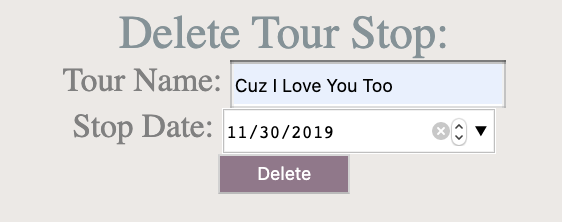 Delete Tour Stop:
Tour Name: Cuz I Love You Too
Stop Date: 11/30/2019
Delete